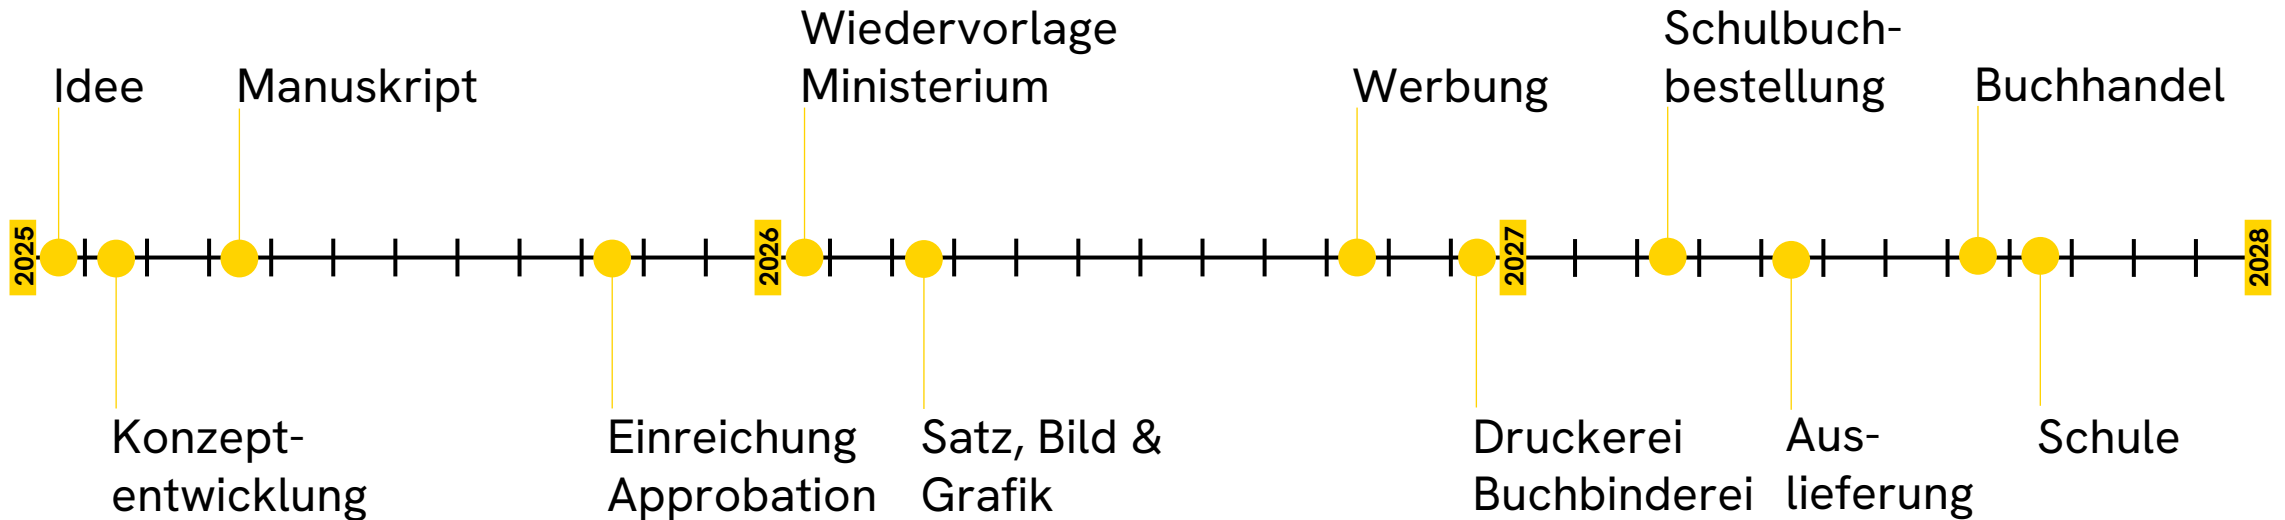 Wiedervorlage
Ministerium
Schulbuch-
bestellung
Idee
Manuskript
Werbung
Buchhandel
2025
2026
2027
2028
Konzept-
entwicklung
Einreichung
Approbation
Satz, Bild &
Grafik
Druckerei
Buchbinderei
Aus-
lieferung
Schule